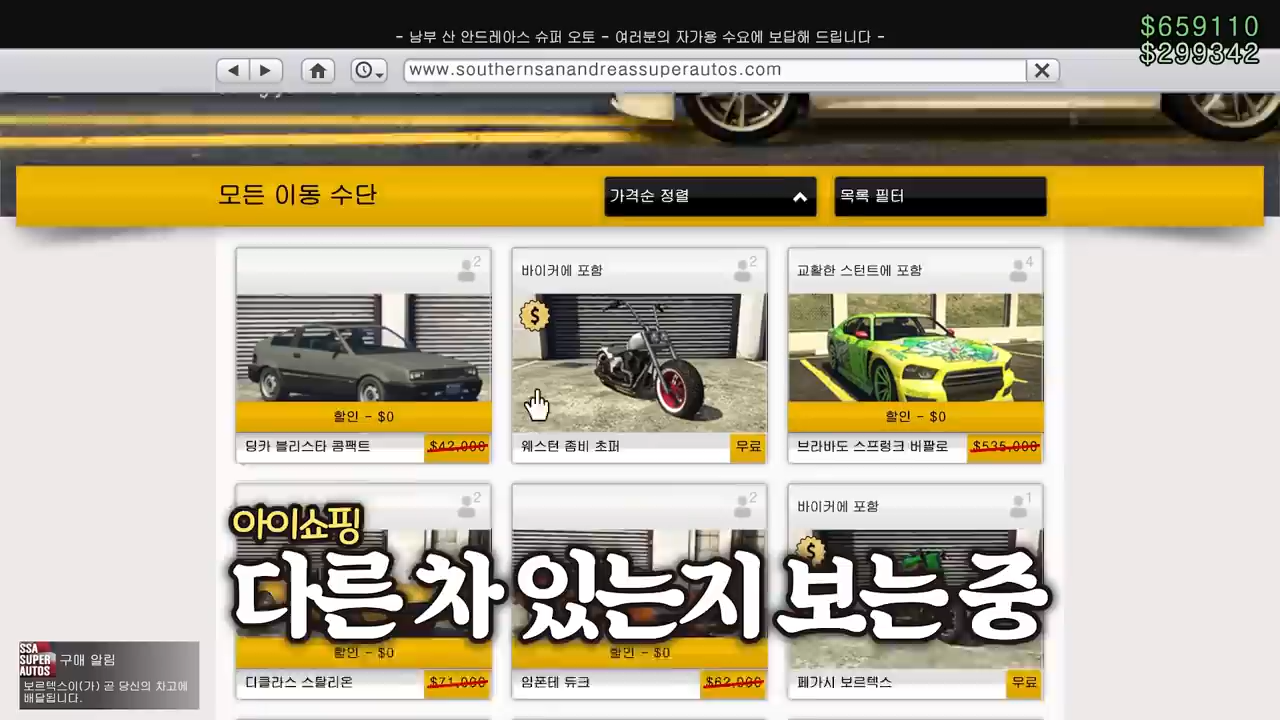 - 남부 산 안드레아스 슈퍼 오토 - 여러분의 자가용 수요에 보답해 드립니다 -
$659110
$299342
www.southernsanandreassuperautos.com
모든 이동 수단
가격순 정렬
목록 필터
2
바이커에 포함
2
교활한 스턴트에 포함
4
$
할인 - $0
할인 - $0
딩카 블리스타 콤팩트
$42,000
웨스턴 좀비 초퍼
무료
브라바도 스프렁크 버팔로
$535,000
2
2
바이커에 포함
1
아이쇼핑
$
다른 차 있는지 보는 중
할인 - $0
할인 - $0
디클라스 스탈리온
$71,000
임폰테 듀크
$62,000
페가시 보르텍스
무료
SSA
SUPER
AUTOS
구매 알림
보르텍스이(가) 곧 당신의 차고에
배달됩니다.